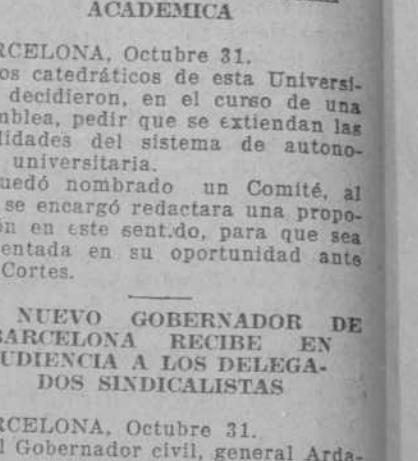 ACADEMICA
RCELONA, Octubre 31.
os catedráticos de esta Universi-
decidieron, en el curso de una
mblea, pedir que se extiendan las
lidades del sistema de autono-
universitaria.
uedó nombrado un Comité, al
se encargó redactara una propo-
ón en este sentido, para que sea
entada en su oportunidad ante
Cortes.
NUEVO GOBERNADOR DE
BARCELONA RECIBE EN
UDIENCIA A LOS DELEGA-
DOS SINDICALISTAS
RCELONA, Octubre 31.
l Gobernador civil, general Arda-